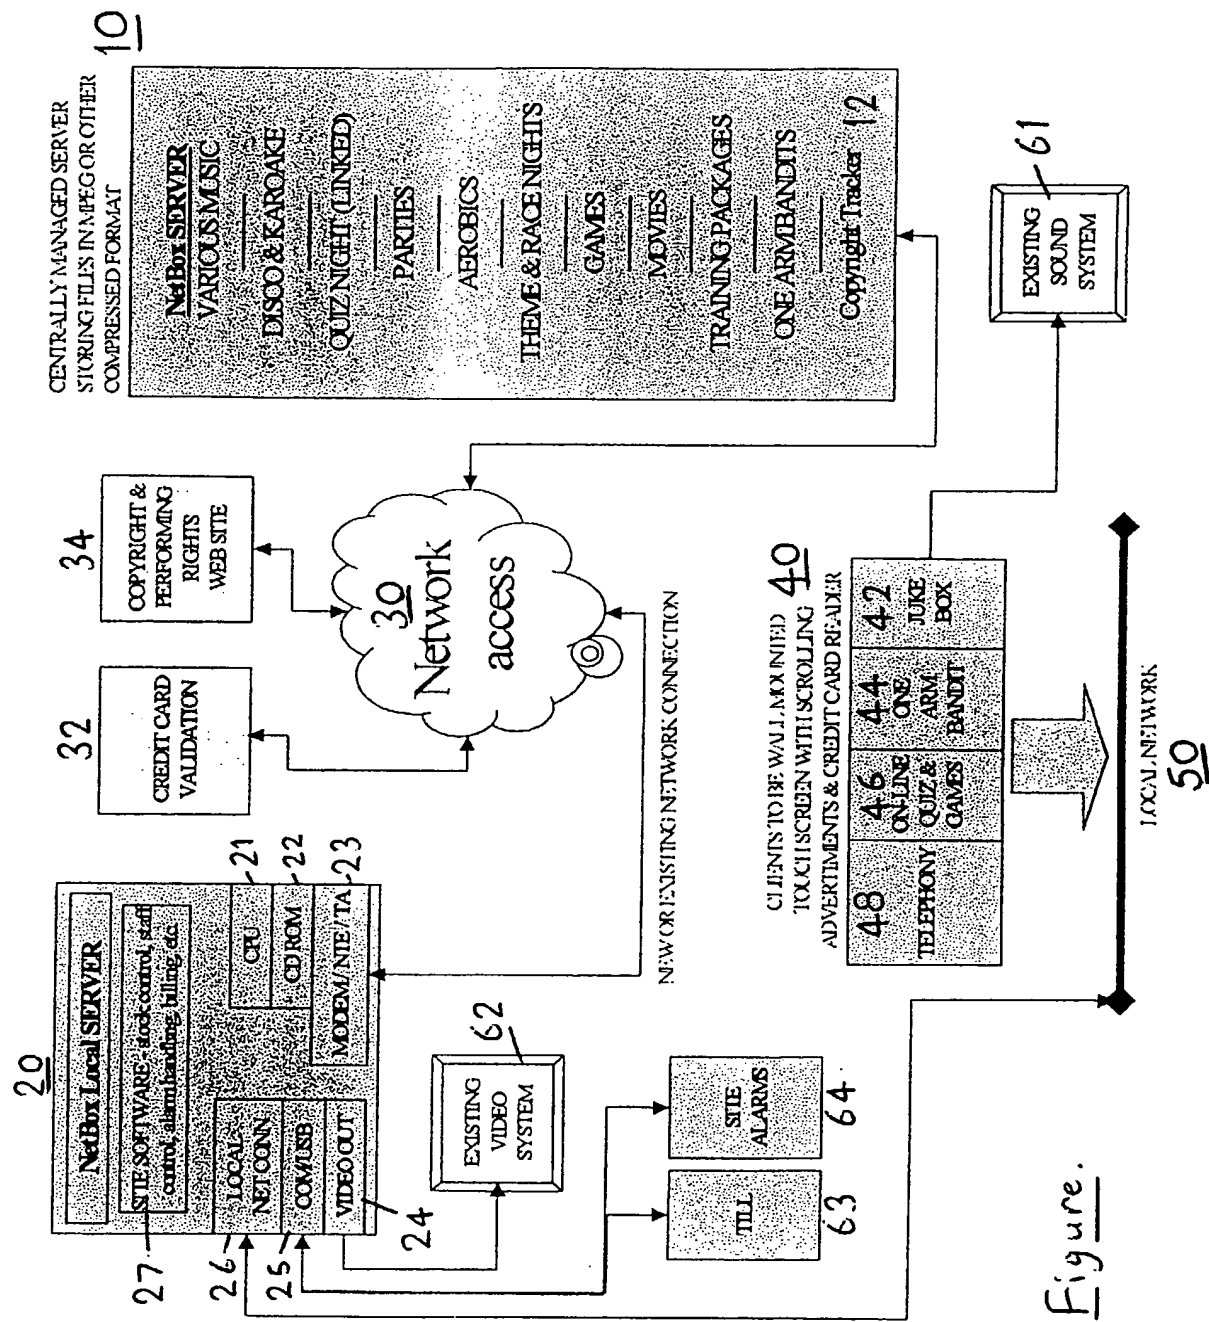 20
NetBox Local SERVER
SITE SOFTWARE - stock control, staff
control, alarm handling, billing, etc
27
LOCAL
NET CONN
26
COM/USB
25
VIDEO OUT
24
CPU
21
CD ROM
22
MODEM / NTE / TA
23
32
CREDIT CARD
VALIDATION
34
COPYRIGHT &
PERFORMING
RIGHTS
WEB SITE
30
Network
access
NEW OR EXISTING NETWORK CONNECTION
10
CENTRALLY MANAGED SERVER
STORING FILES IN MPEG OR OTHER
COMPRESSED FORMAT
NetBox SERVER
VARIOUS MUSIC
DISCO & KAROAKE
QUIZ NIGHT (LINKED)
PARTIES
AEROBICS
THEME & RACE NIGHTS
GAMES
MOVIES
TRAINING PACKAGES
ONE ARM BANDITS
Copyright Tracker 12
EXISTING
VIDEO
SYSTEM
62
TILL
63
SITE
ALARMS
64
CLIENTS TO BE WALL MOUNTED
TOUCH SCREEN WITH SCROLLING
ADVERTIMENTS & CREDIT CARD READER
40
48
TELEPHONY
46
ON-LINE
QUIZ &
GAMES
44
ONE
ARM
BANDIT
42
JUKE
BOX
EXISTING
SOUND
SYSTEM
61
LOCAL NETWORK
50
Figure.